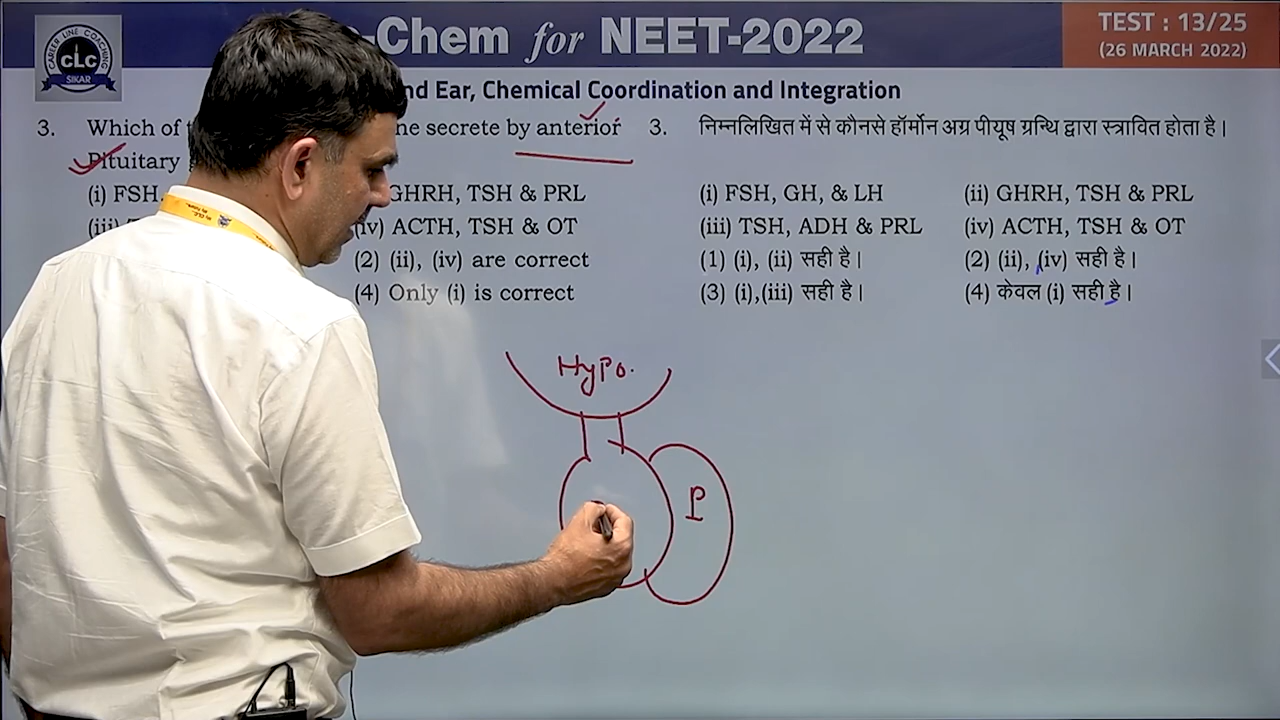 -Chem for NEET-2022
TEST : 13/25
(26 MARCH 2022)
CAREER LINE COACHING
CLC
SIKAR
nd Ear, Chemical Coordination and Integration
3. Which of ne secrete by anterior
Pituitary
(i) FSH GHRH, TSH & PRL
(iii) (iv) ACTH, TSH & OT
(2) (ii), (iv) are correct
(4) Only (i) is correct
3. निम्नलिखित में से कौनसे हॉर्मोन अग्र पीयूष ग्रन्थि द्वारा स्त्रावित होता है।
(i) FSH, GH, & LH (ii) GHRH, TSH & PRL
(iii) TSH, ADH & PRL (iv) ACTH, TSH & OT
(1) (i), (ii) सही है। (2) (ii), (iv) सही है।
(3) (i),(iii) सही है। (4) केवल (i) सही है।
Hypo.
P